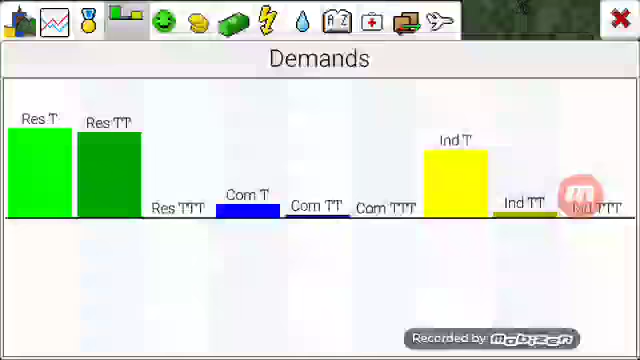 A Z
Demands
Res T
Res TT
Res TTT
Com T
Com TT
Com TTT
Ind T
Ind TT
Ind TTT
Recorded by mobizen